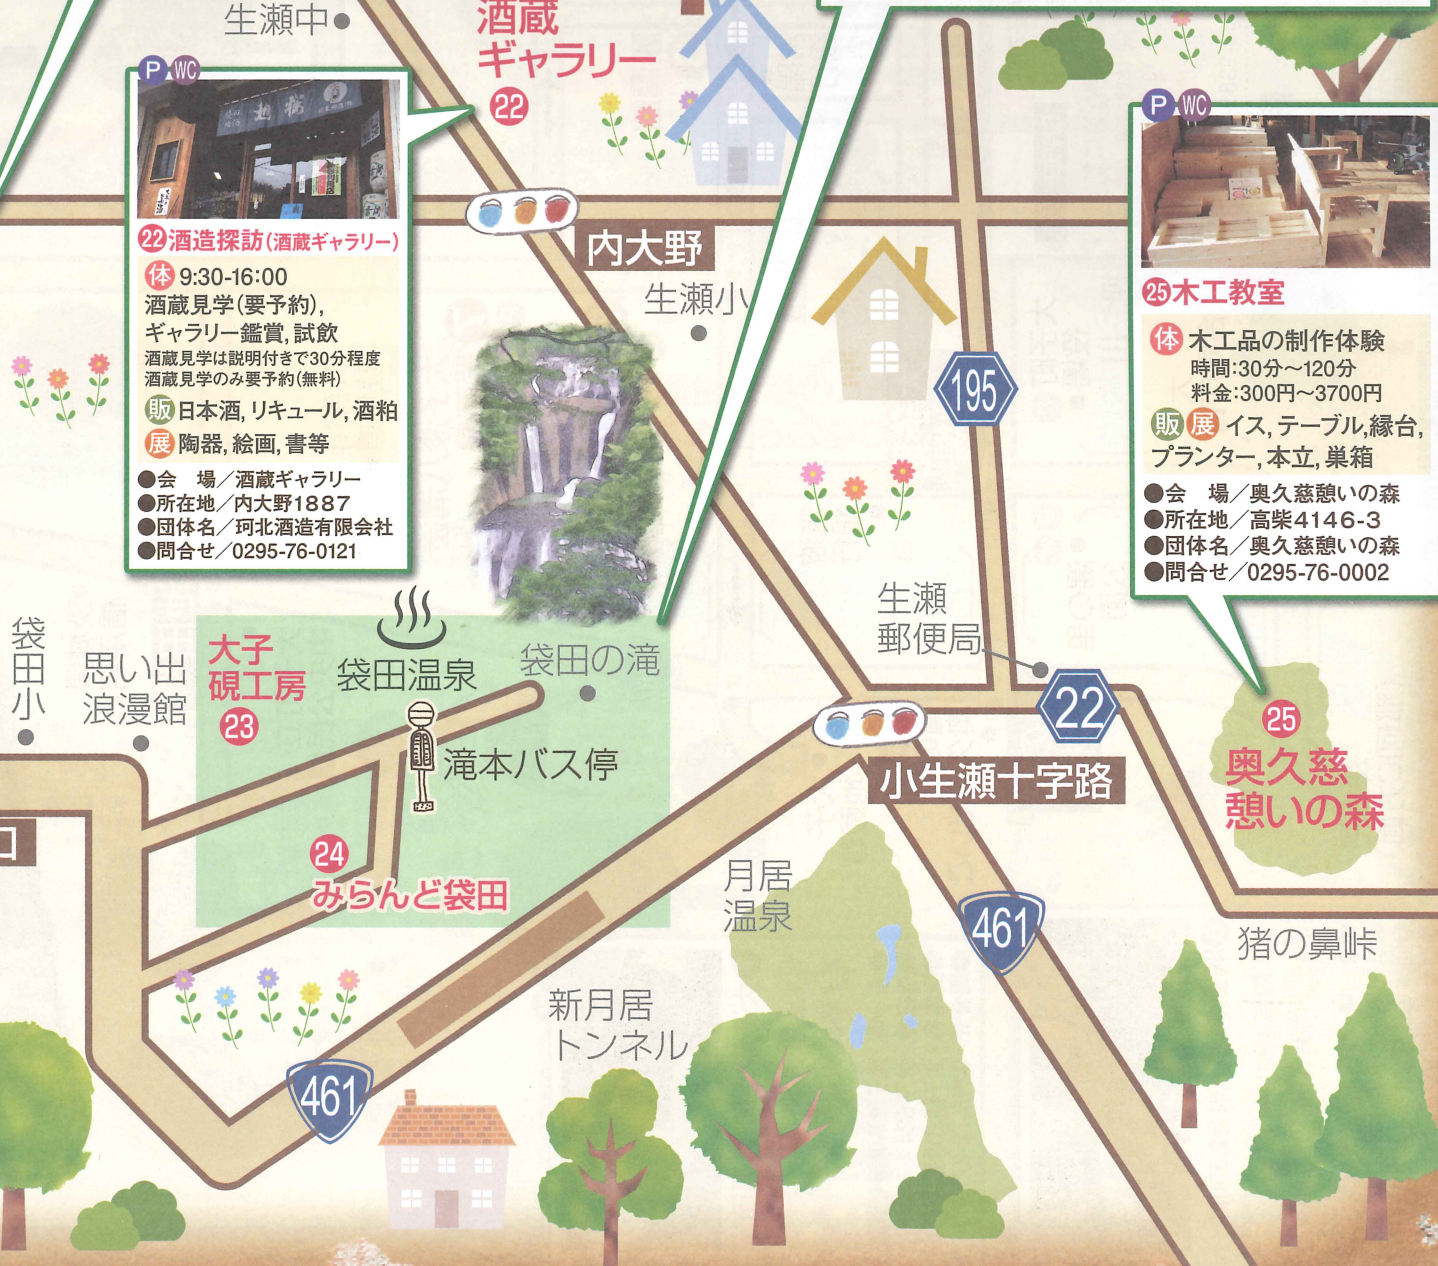 生瀬中
酒蔵
ギャラリー
22
P WC
22 酒造探訪(酒蔵ギャラリー)
体 9:30-16:00
酒蔵見学(要予約),
ギャラリー鑑賞,試飲
酒蔵見学は説明付きで30分程度
酒蔵見学のみ要予約(無料)
販 日本酒,リキュール,酒粕
展 陶器,絵画,書等
●会 場／酒蔵ギャラリー
●所在地／内大野1887
●団体名／珂北酒造有限会社
●問合せ／0295-76-0121
内大野
生瀬小
195
P WC
25 木工教室
体 木工品の制作体験
時間:30分〜120分
料金:300円〜3700円
販 展 イス,テーブル,縁台,
プランター,本立,巣箱
●会 場／奥久慈憩いの森
●所在地／高柴4146-3
●団体名／奥久慈憩いの森
●問合せ／0295-76-0002
生瀬
郵便局
22
袋田小
思い出
浪漫館
大子
硯工房
23
袋田温泉
袋田の滝
滝本バス停
24
みらんど袋田
小生瀬十字路
25
奥久慈
憩いの森
口
月居
温泉
461
猪の鼻峠
新月居
トンネル
461